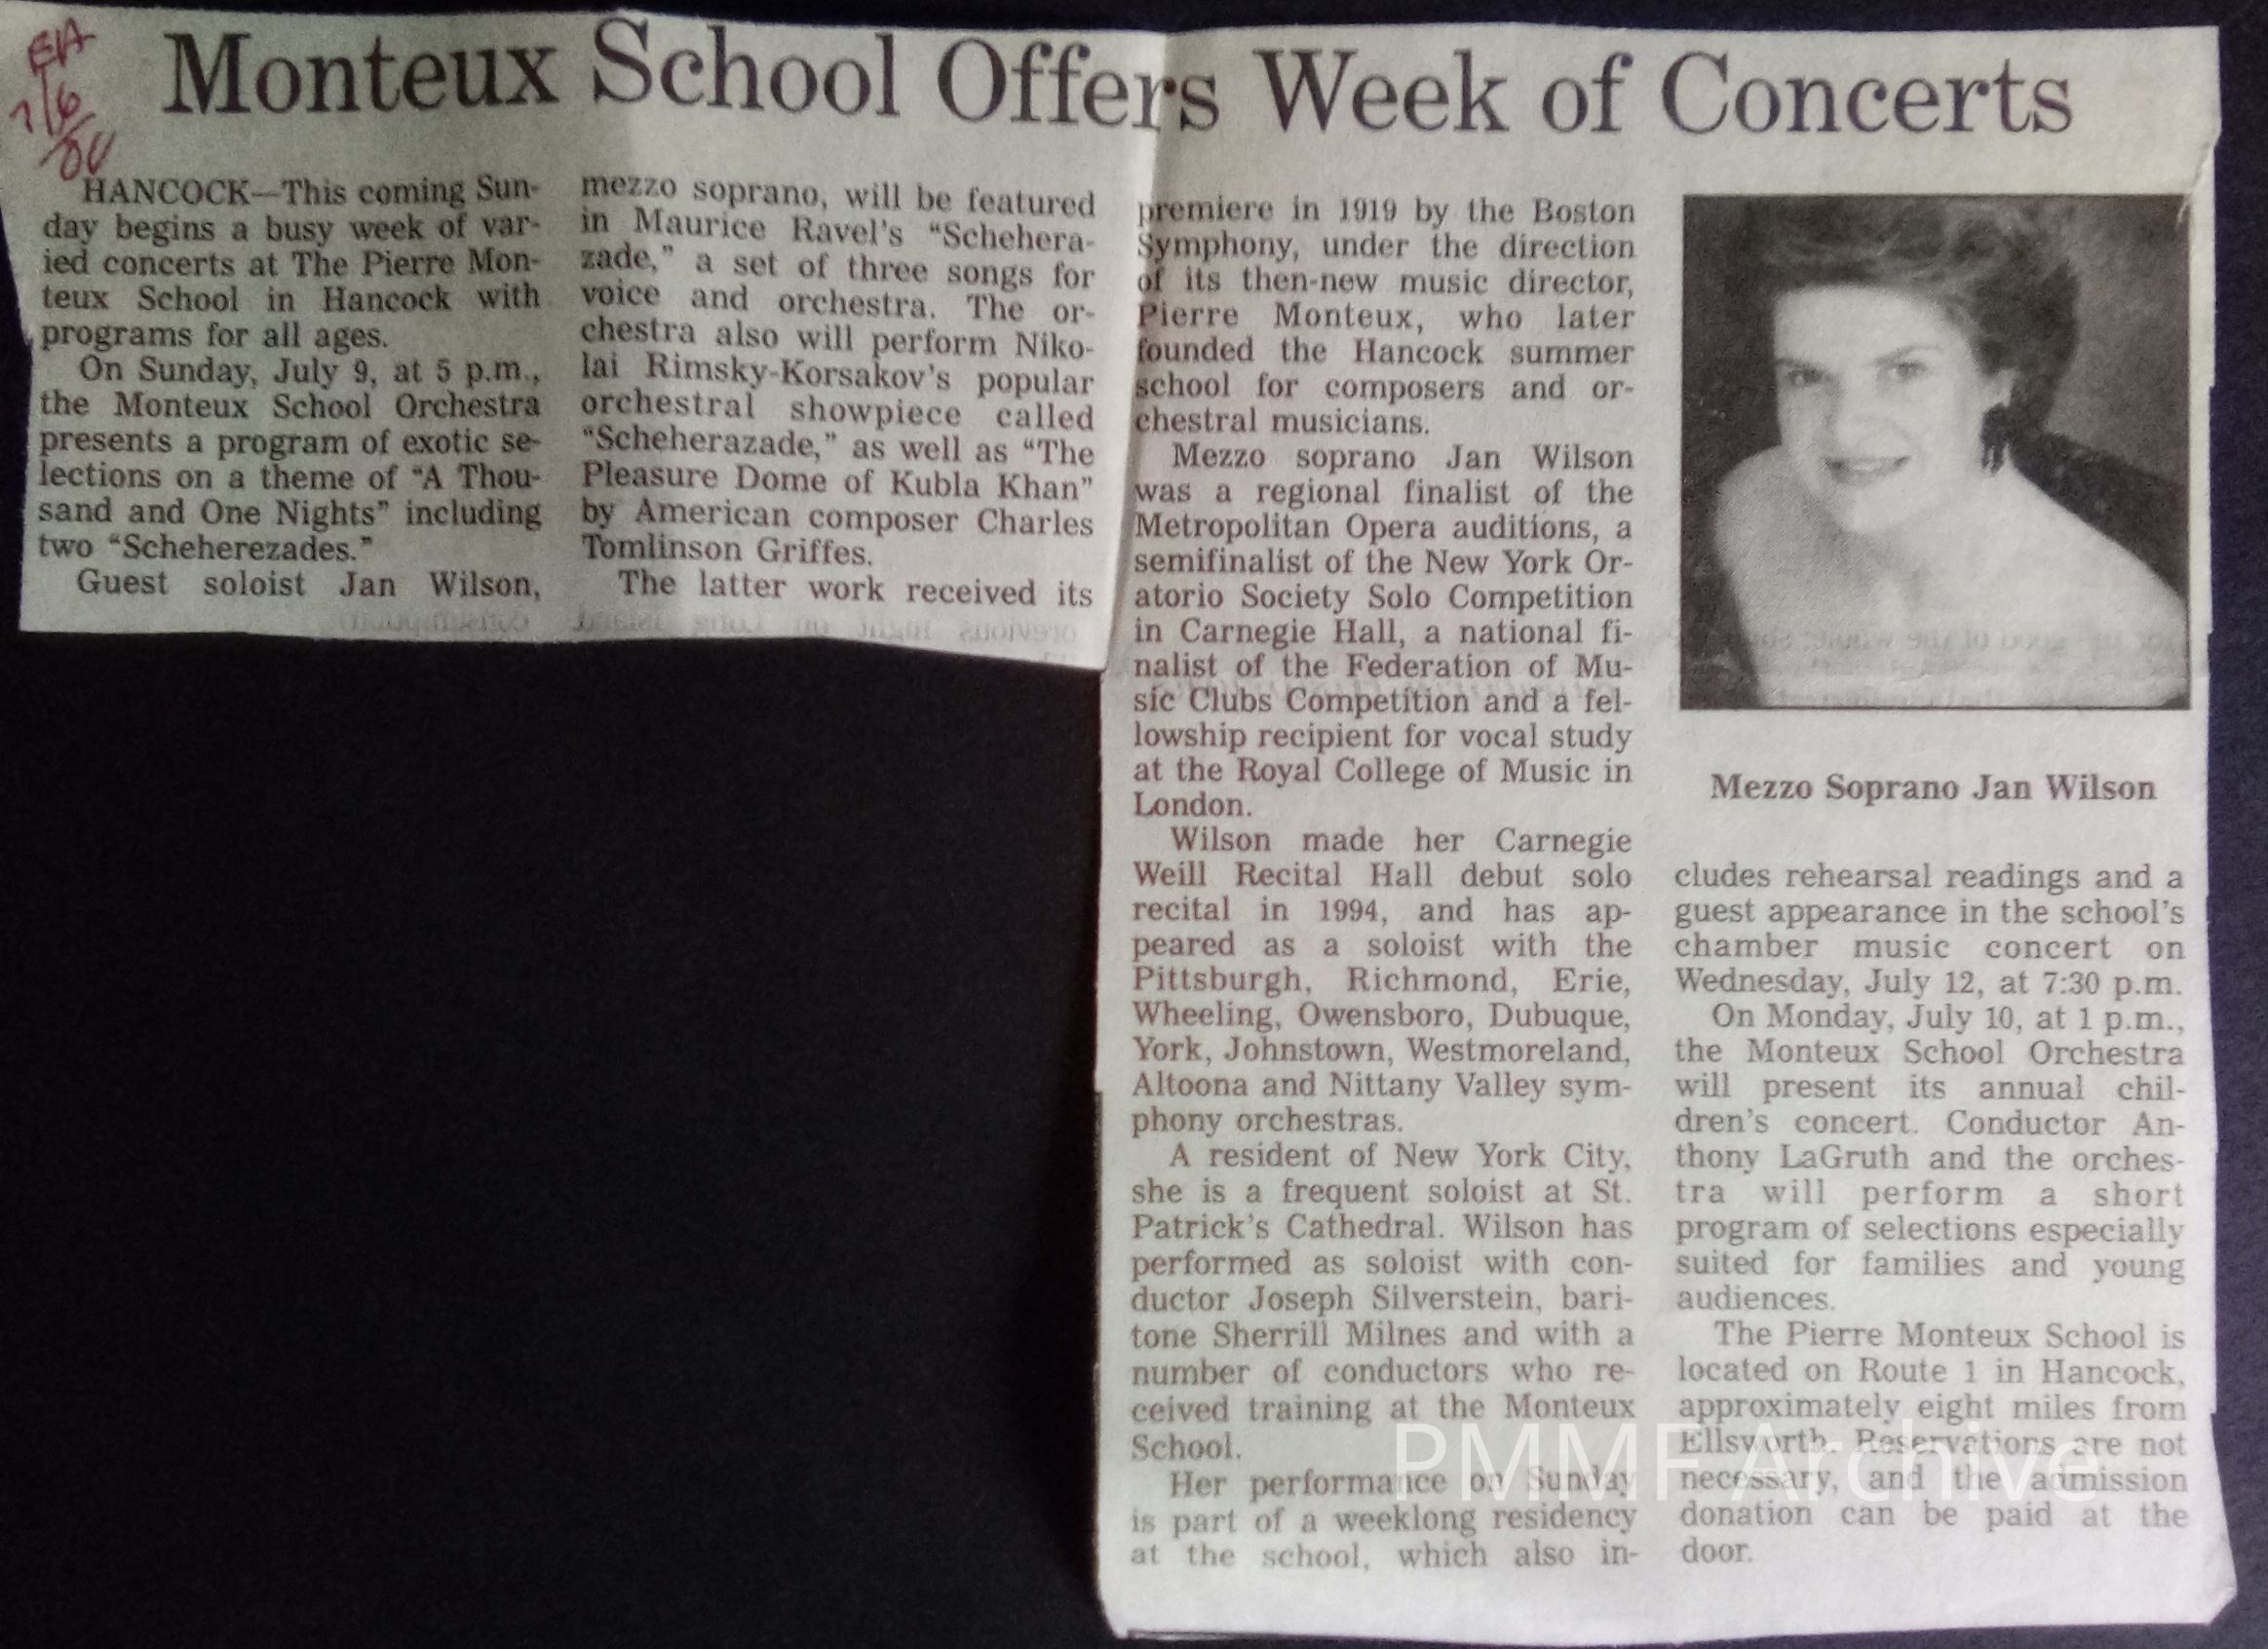 EA
7/6/00
Monteux School Offers Week of Concerts
HANCOCK—This coming Sun-
day begins a busy week of var-
ied concerts at The Pierre Mon-
teux School in Hancock with
programs for all ages.
On Sunday, July 9, at 5 p.m.,
the Monteux School Orchestra
presents a program of exotic se-
lections on a theme of “A Thou-
sand and One Nights” including
two “Scheherezades.”
Guest soloist Jan Wilson,
mezzo soprano, will be featured
in Maurice Ravel’s “Schehera-
zade,” a set of three songs for
voice and orchestra. The or-
chestra also will perform Niko-
lai Rimsky-Korsakov’s popular
orchestral showpiece called
“Scheherazade,” as well as “The
Pleasure Dome of Kubla Khan”
by American composer Charles
Tomlinson Griffes.
The latter work received its
premiere in 1919 by the Boston
Symphony, under the direction
of its then-new music director,
Pierre Monteux, who later
founded the Hancock summer
school for composers and or-
chestral musicians.
Mezzo soprano Jan Wilson
was a regional finalist of the
Metropolitan Opera auditions, a
semifinalist of the New York Or-
atorio Society Solo Competition
in Carnegie Hall, a national fi-
nalist of the Federation of Mu-
sic Clubs Competition and a fel-
lowship recipient for vocal study
at the Royal College of Music in
London.
Wilson made her Carnegie
Weill Recital Hall debut solo
recital in 1994, and has ap-
peared as a soloist with the
Pittsburgh, Richmond, Erie,
Wheeling, Owensboro, Dubuque,
York, Johnstown, Westmoreland,
Altoona and Nittany Valley sym-
phony orchestras.
A resident of New York City,
she is a frequent soloist at St.
Patrick’s Cathedral. Wilson has
performed as soloist with con-
ductor Joseph Silverstein, bari-
tone Sherrill Milnes and with a
number of conductors who re-
ceived training at the Monteux
School.
Her performance on Sunday
is part of a weeklong residency
at the school, which also in-
Mezzo Soprano Jan Wilson
cludes rehearsal readings and a
guest appearance in the school’s
chamber music concert on
Wednesday, July 12, at 7:30 p.m.
On Monday, July 10, at 1 p.m.,
the Monteux School Orchestra
will present its annual chil-
dren’s concert. Conductor An-
thony LaGruth and the orches-
tra will perform a short
program of selections especially
suited for families and young
audiences.
The Pierre Monteux School is
located on Route 1 in Hancock,
approximately eight miles from
Ellsworth. Reservations are not
necessary, and the admission
donation can be paid at the
door.
PMMF Archive